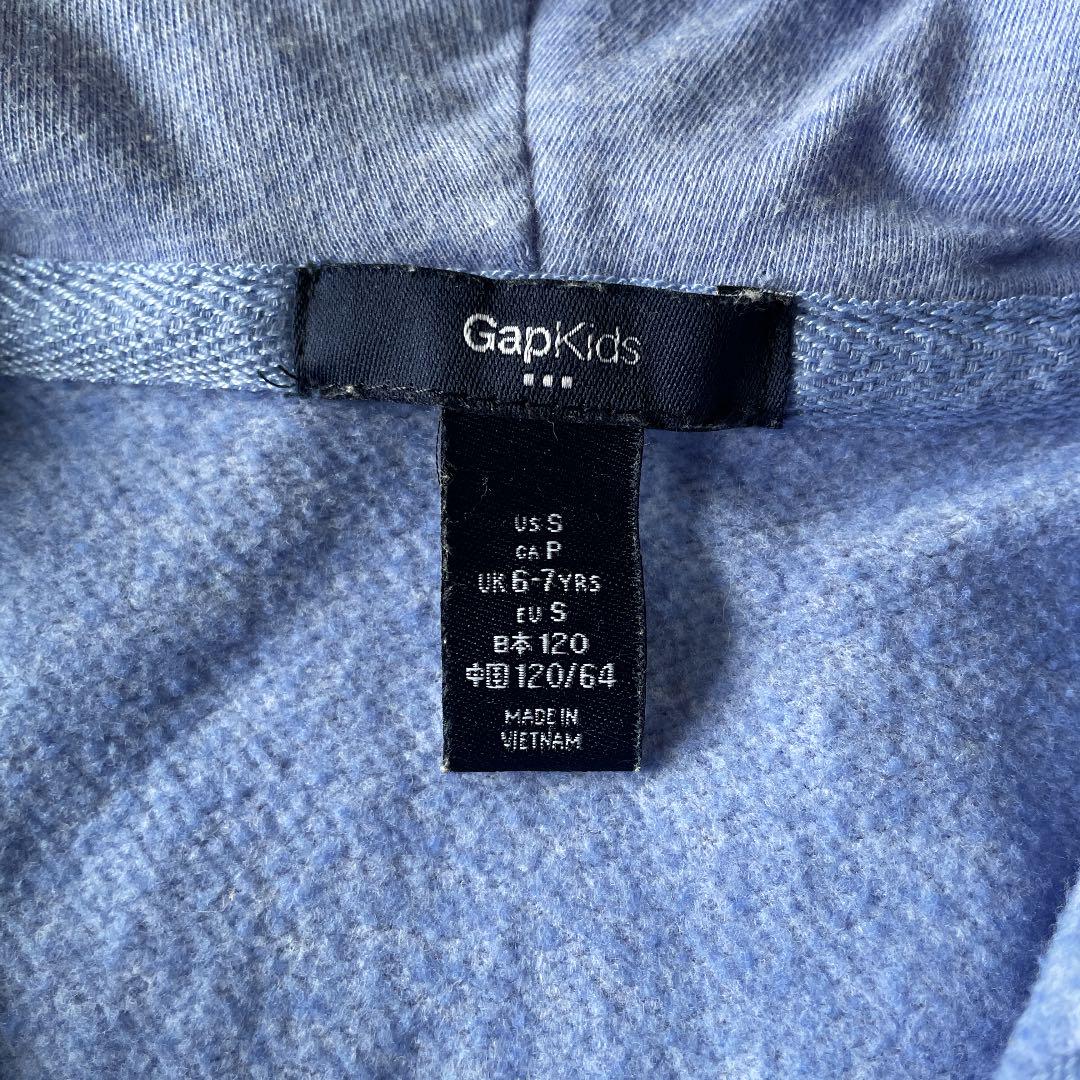 GapKids
US S
CA P
UK 6-7YRS
EU S
日本 120
中国 120/64
MADE IN
VIETNAM